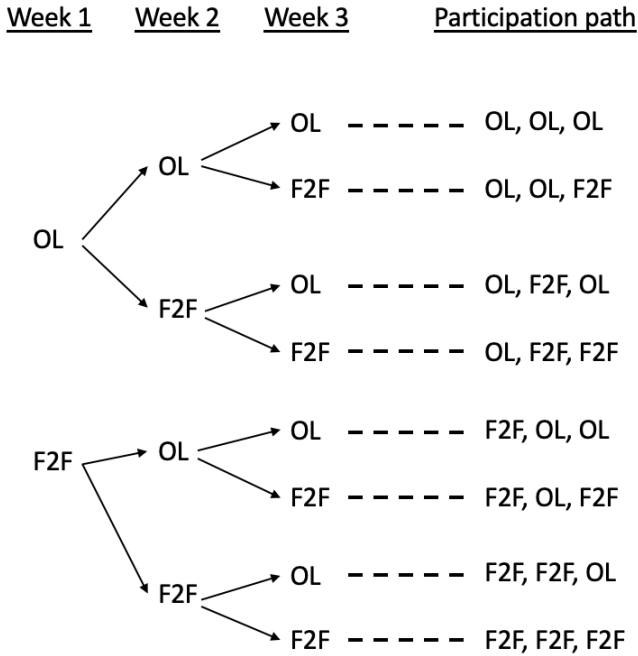 Week 1 Week 2 Week 3 Participation path
OL OL, OL, OL
OL
F2F OL, OL, F2F
OL
OL OL, F2F, OL
F2F
F2F OL, F2F, F2F
OL F2F, OL, OL
F2F OL
F2F F2F, OL, F2F
OL F2F, F2F, OL
F2F
F2F F2F, F2F, F2F